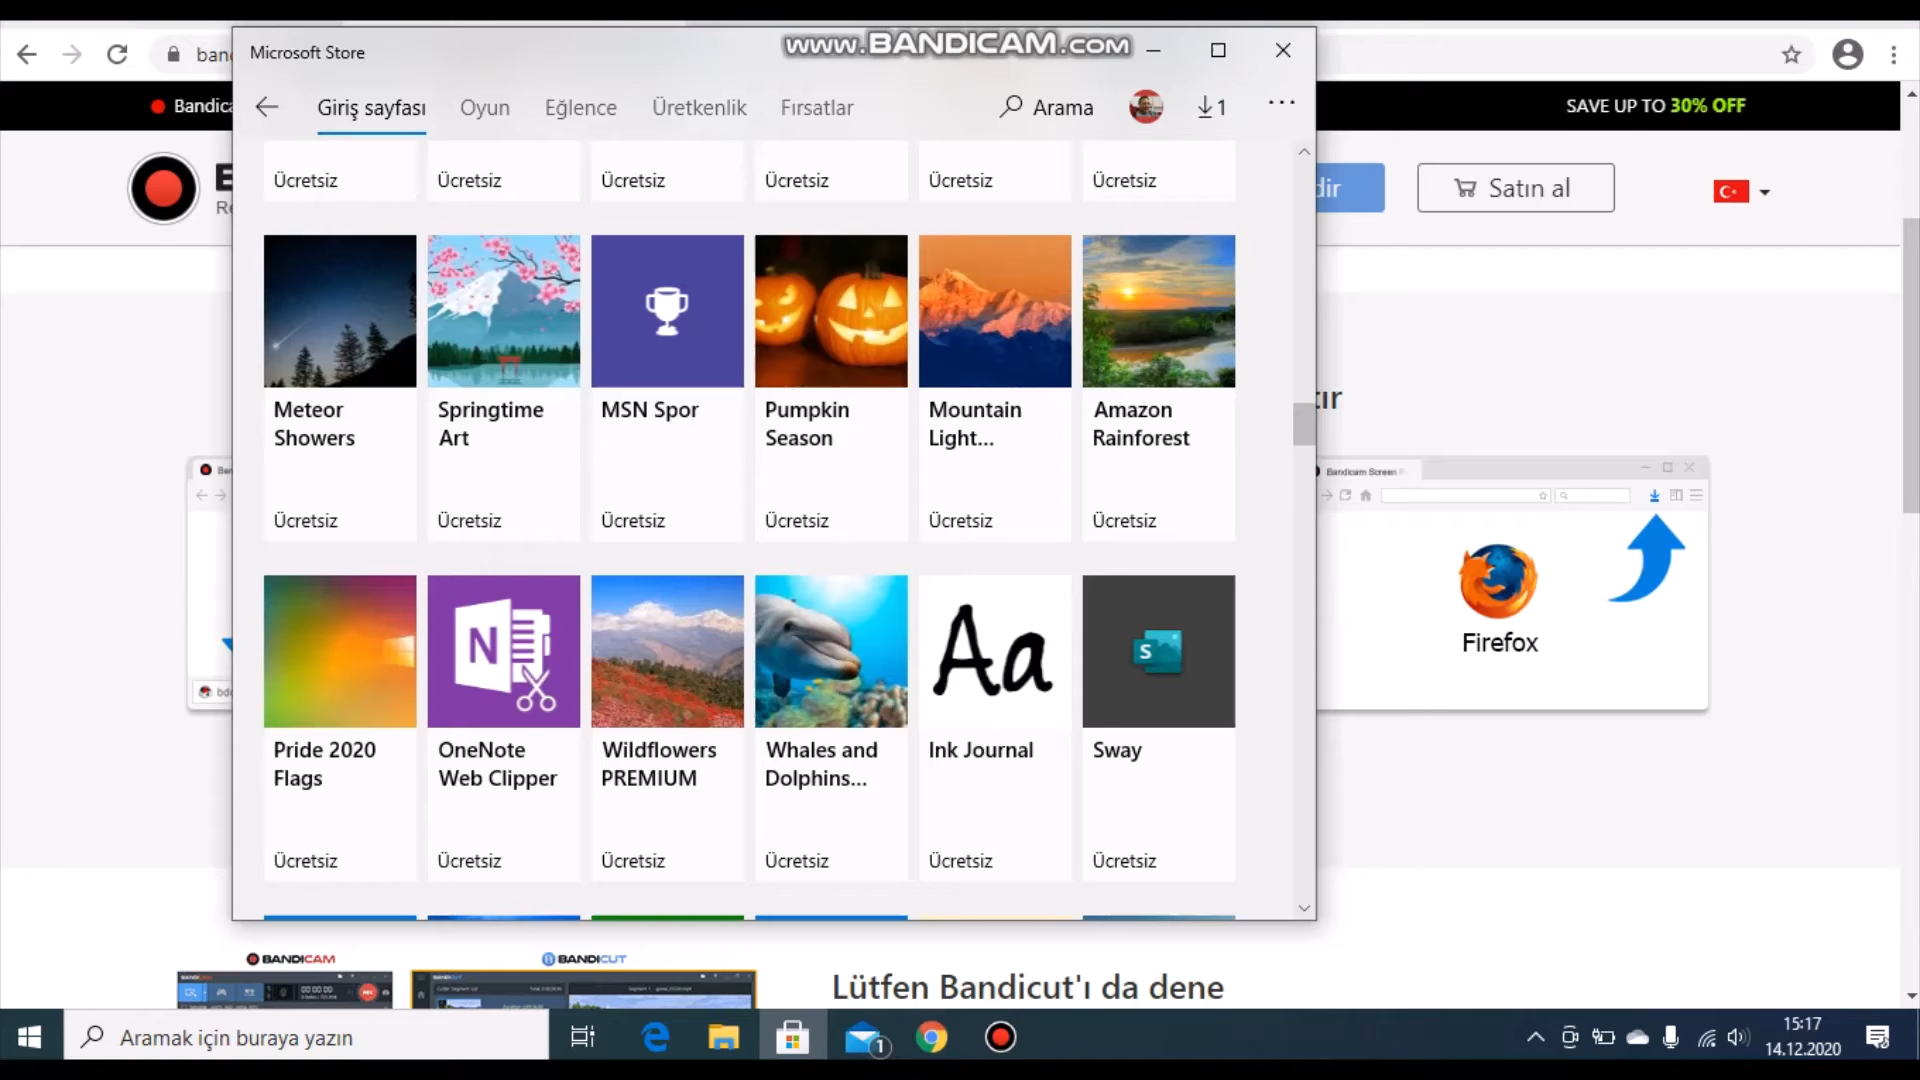 Microsoft Store
www.BANDICAM.com
Giriş sayfası
Oyun
Eğlence
Üretkenlik
Fırsatlar
Arama
1
SAVE UP TO 30% OFF
Satın al
Ücretsiz
Ücretsiz
Ücretsiz
Ücretsiz
Ücretsiz
Ücretsiz
Meteor
Showers
Ücretsiz
Springtime
Art
Ücretsiz
MSN Spor
Ücretsiz
Pumpkin
Season
Ücretsiz
Mountain
Light...
Ücretsiz
Amazon
Rainforest
Ücretsiz
Pride 2020
Flags
Ücretsiz
N
OneNote
Web Clipper
Ücretsiz
Wildflowers
PREMIUM
Ücretsiz
Whales and
Dolphins...
Ücretsiz
Aa
Ink Journal
Ücretsiz
S
Sway
Ücretsiz
Bandicam Screen
Firefox
BANDICAM
BANDICUT
Lütfen Bandicut'ı da dene
Aramak için buraya yazın
1
15:17
14.12.2020